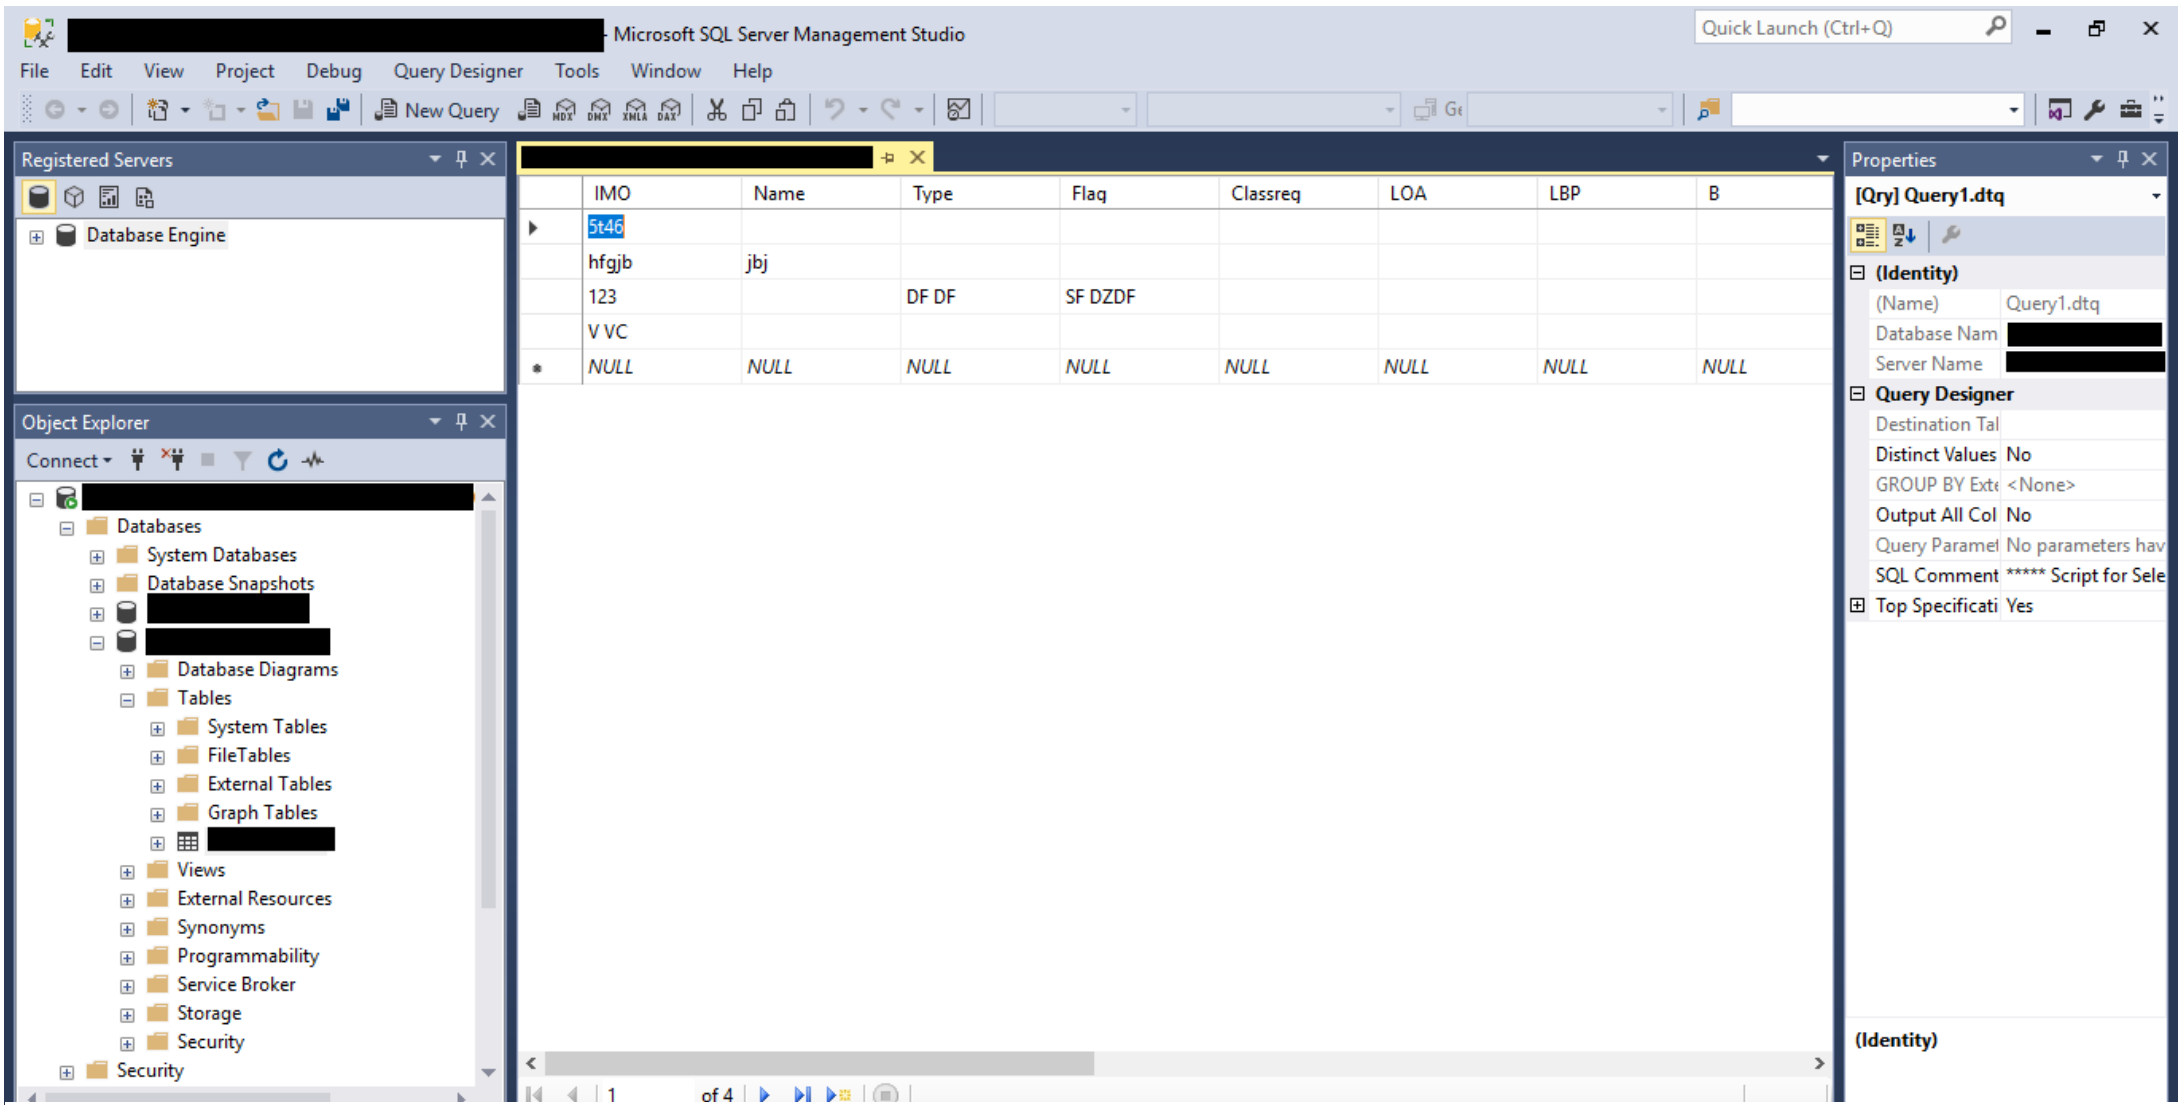 - Microsoft SQL Server Management Studio
Quick Launch (Ctrl+Q)
File Edit View Project Debug Query Designer Tools Window Help
New Query MDX DMX XMLA DAX
Registered Servers
Database Engine
Object Explorer
Connect
Databases
System Databases
Database Snapshots
Database Diagrams
Tables
System Tables
FileTables
External Tables
Graph Tables
Views
External Resources
Synonyms
Programmability
Service Broker
Storage
Security
Security
IMO Name Type Flag Classreg LOA LBP B
5t46
hfgjb jbj
123 DF DF SF DZDF
V VC
NULL NULL NULL NULL NULL NULL NULL NULL
1 of 4
Properties
[Qry] Query1.dtq
(Identity)
(Name) Query1.dtq
Database Nam
Server Name
Query Designer
Destination Tal
Distinct Values No
GROUP BY Exte <None>
Output All Col No
Query Paramet No parameters hav
SQL Comment ***** Script for Sele
Top Specificati Yes
(Identity)